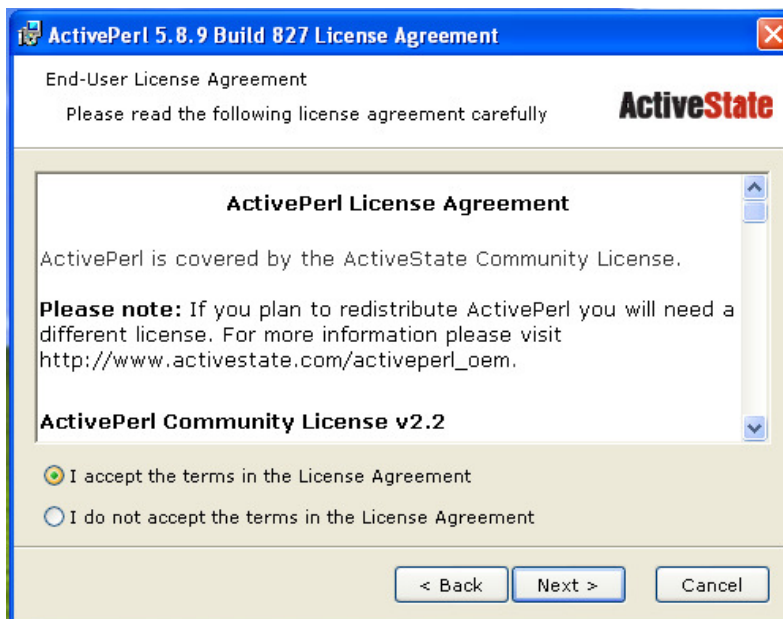 ActivePerl 5.8.9 Build 827 License Agreement
End-User License Agreement
Please read the following license agreement carefully
ActiveState
ActivePerl License Agreement
ActivePerl is covered by the ActiveState Community License.
Please note: If you plan to redistribute ActivePerl you will need a
different license. For more information please visit
http://www.activestate.com/activeperl_oem.
ActivePerl Community License v2.2
I accept the terms in the License Agreement
I do not accept the terms in the License Agreement
< Back
Next >
Cancel